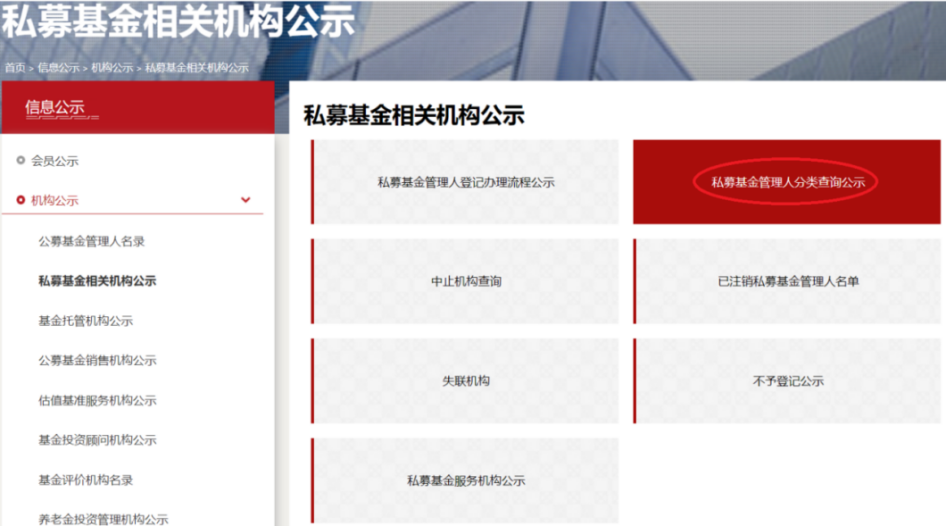 私募基金相关机构公示
首页 > 信息公示 > 机构公示 > 私募基金相关机构公示
信息公示
会员公示
机构公示
公募基金管理人名录
私募基金相关机构公示
基金托管机构公示
公募基金销售机构公示
估值基准服务机构公示
基金投资顾问机构公示
基金评价机构名录
养老金投资管理机构公示
私募基金相关机构公示
私募基金管理人登记办理流程公示
私募基金管理人分类查询公示
中止机构查询
已注销私募基金管理人名单
失联机构
不予登记公示
私募基金服务机构公示